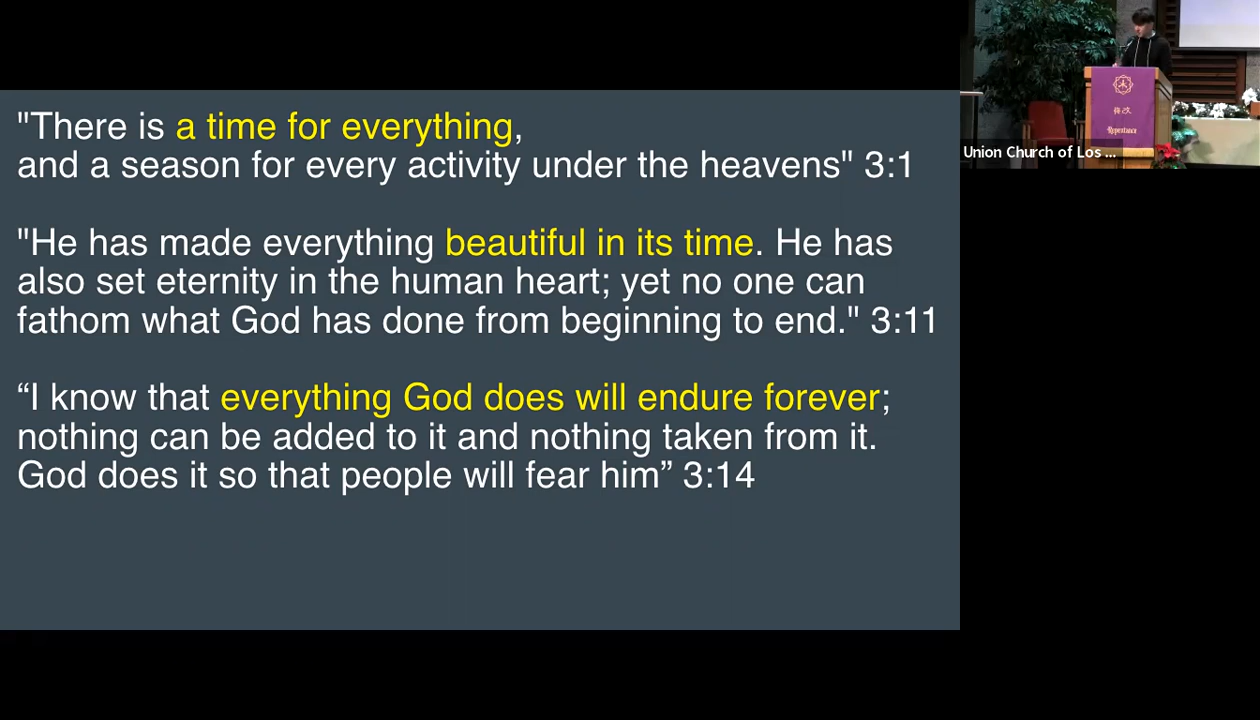 "There is a time for everything,
and a season for every activity under the heavens" 3:1
"He has made everything beautiful in its time. He has
also set eternity in the human heart; yet no one can
fathom what God has done from beginning to end." 3:11
“I know that everything God does will endure forever;
nothing can be added to it and nothing taken from it.
God does it so that people will fear him” 3:14
悔改
Repentance
Union Church of Los ...